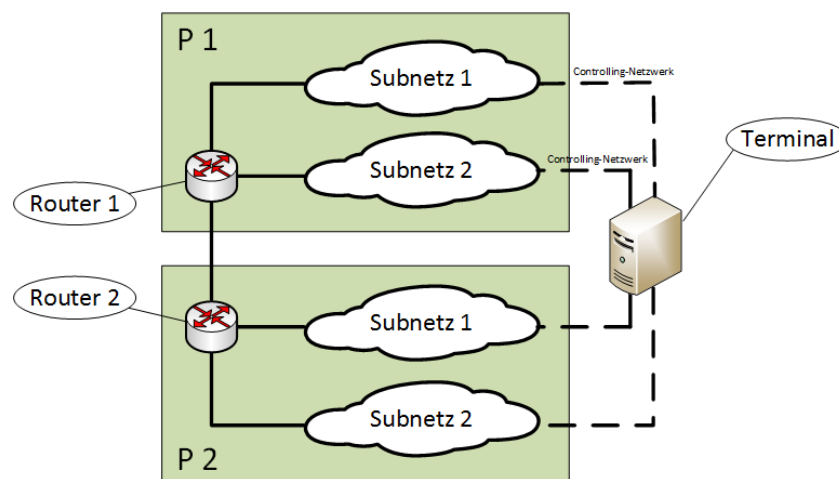 P 1
Subnetz 1
Controlling-Netzwerk
Terminal
Subnetz 2
Controlling-Netzwerk
Router 1
Router 2
Subnetz 1
Subnetz 2
P 2